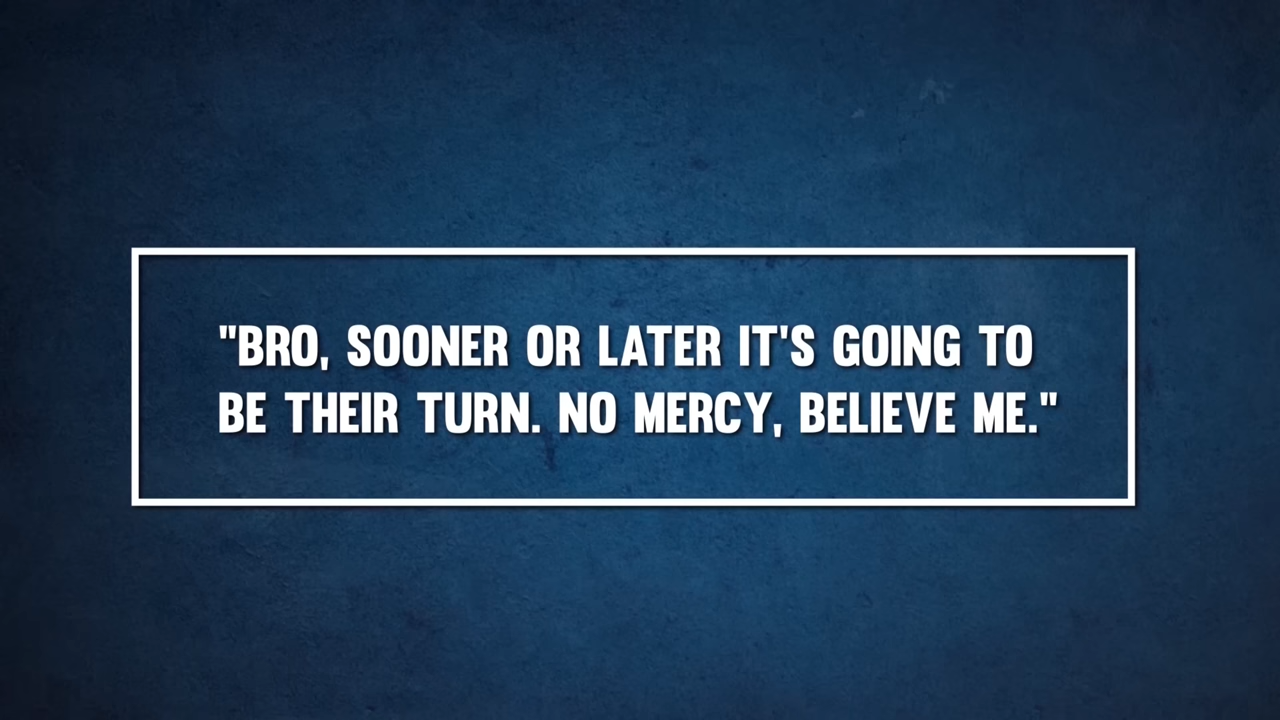 "BRO, SOONER OR LATER IT'S GOING TO
BE THEIR TURN. NO MERCY, BELIEVE ME."